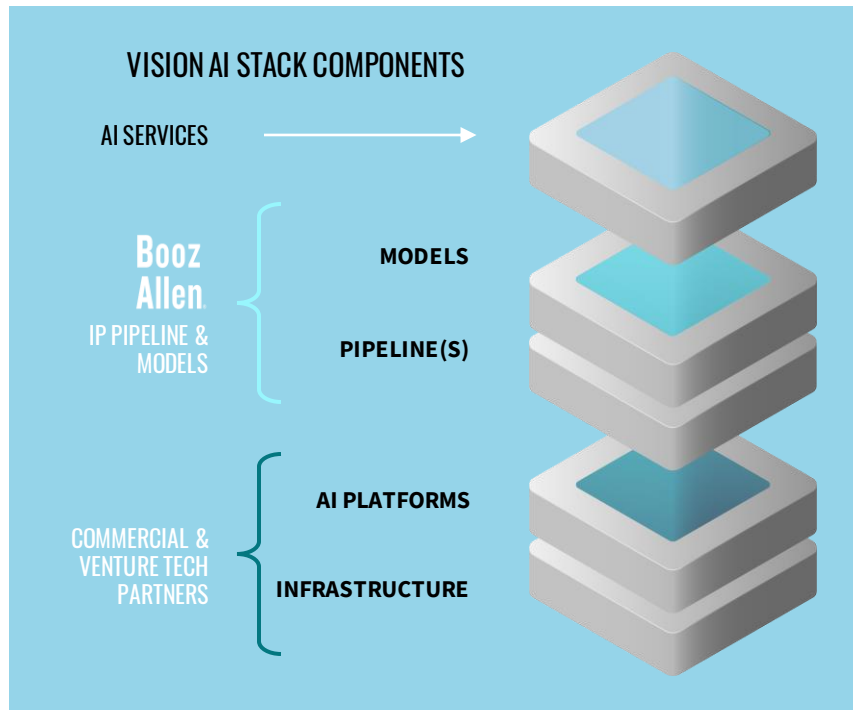 VISION AI STACK COMPONENTS
AI SERVICES
Booz
Allen®
IP PIPELINE &
MODELS
MODELS
PIPELINE(S)
COMMERCIAL &
VENTURE TECH
PARTNERS
AI PLATFORMS
INFRASTRUCTURE